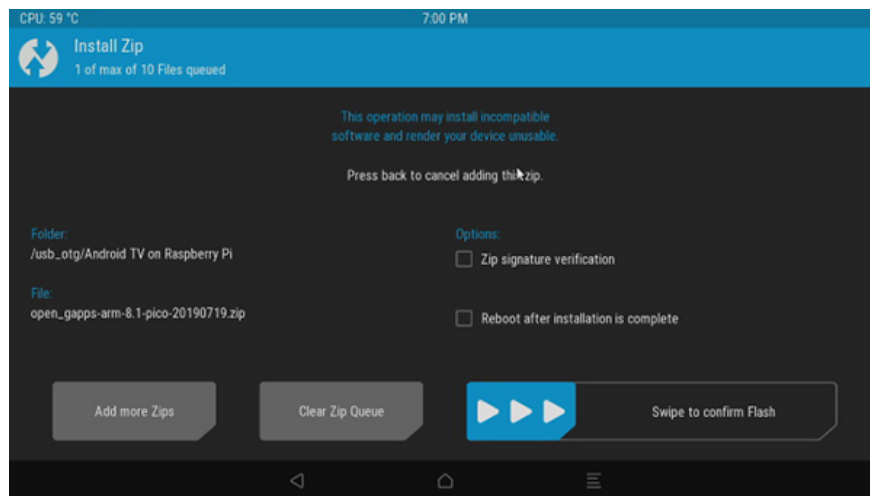 CPU: 59 °C
7:00 PM
Install Zip
1 of max of 10 Files queued
This operation may install incompatible
software and render your device unusable.
Press back to cancel adding this zip.
Folder:
/usb_otg/Android TV on Raspberry Pi
File:
open_gapps-arm-8.1-pico-20190719.zip
Options:
Zip signature verification
Reboot after installation is complete
Add more Zips
Clear Zip Queue
Swipe to confirm Flash